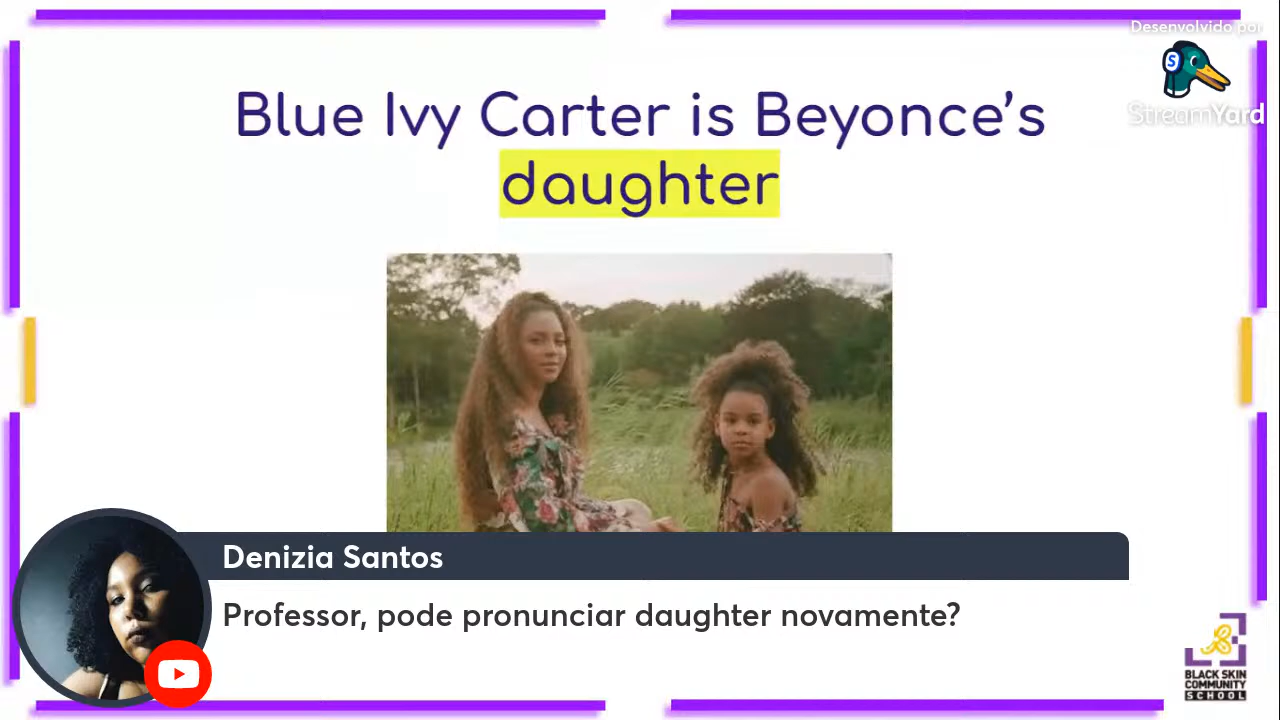 Desenvolvido por
StreamYard
Blue Ivy Carter is Beyonce’s
daughter
Denizia Santos
Professor, pode pronunciar daughter novamente?
BLACK SKIN
COMMUNITY
SCHOOL